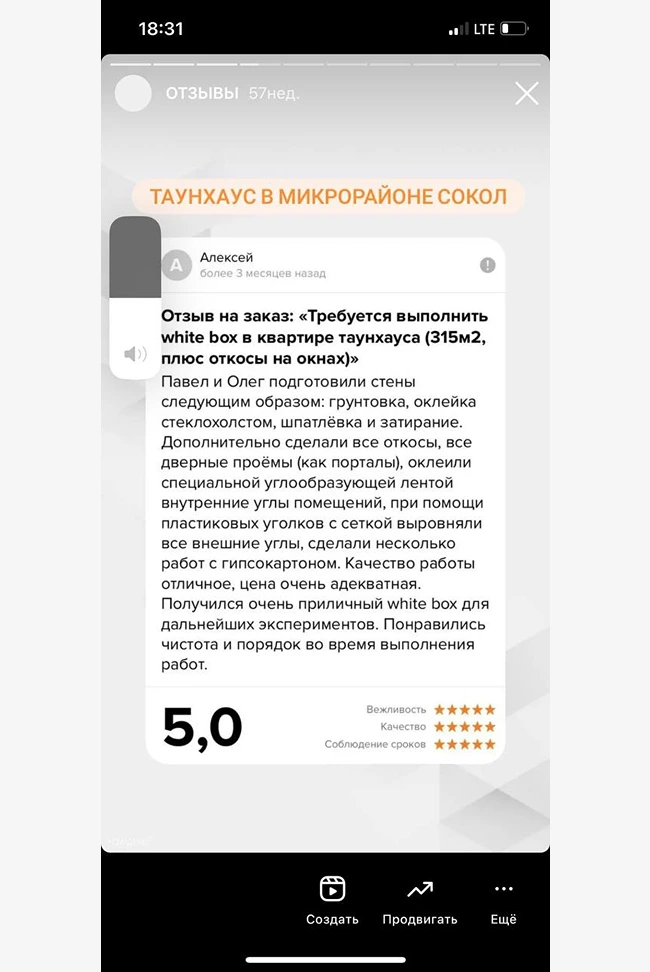 18:31
LTE
ОТЗЫВЫ 57нед.
ТАУНХАУС В МИКРОРАЙОНЕ СОКОЛ
А
Алексей
более 3 месяцев назад
Отзыв на заказ: «Требуется выполнить
white box в квартире таунхауса (315м2,
плюс откосы на окнах)»
Павел и Олег подготовили стены
следующим образом: грунтовка, оклейка
стеклохолстом, шпатлёвка и затирание.
Дополнительно сделали все откосы, все
дверные проёмы (как порталы), оклеили
специальной углообразующей лентой
внутренние углы помещений, при помощи
пластиковых уголков с сеткой выровняли
все внешние углы, сделали несколько
работ с гипсокартоном. Качество работы
отличное, цена очень адекватная.
Получился очень приличный white box для
дальнейших экспериментов. Понравились
чистота и порядок во время выполнения
работ.
5,0
Вежливость
Качество
Соблюдение сроков
Создать
Продвигать
Ещё